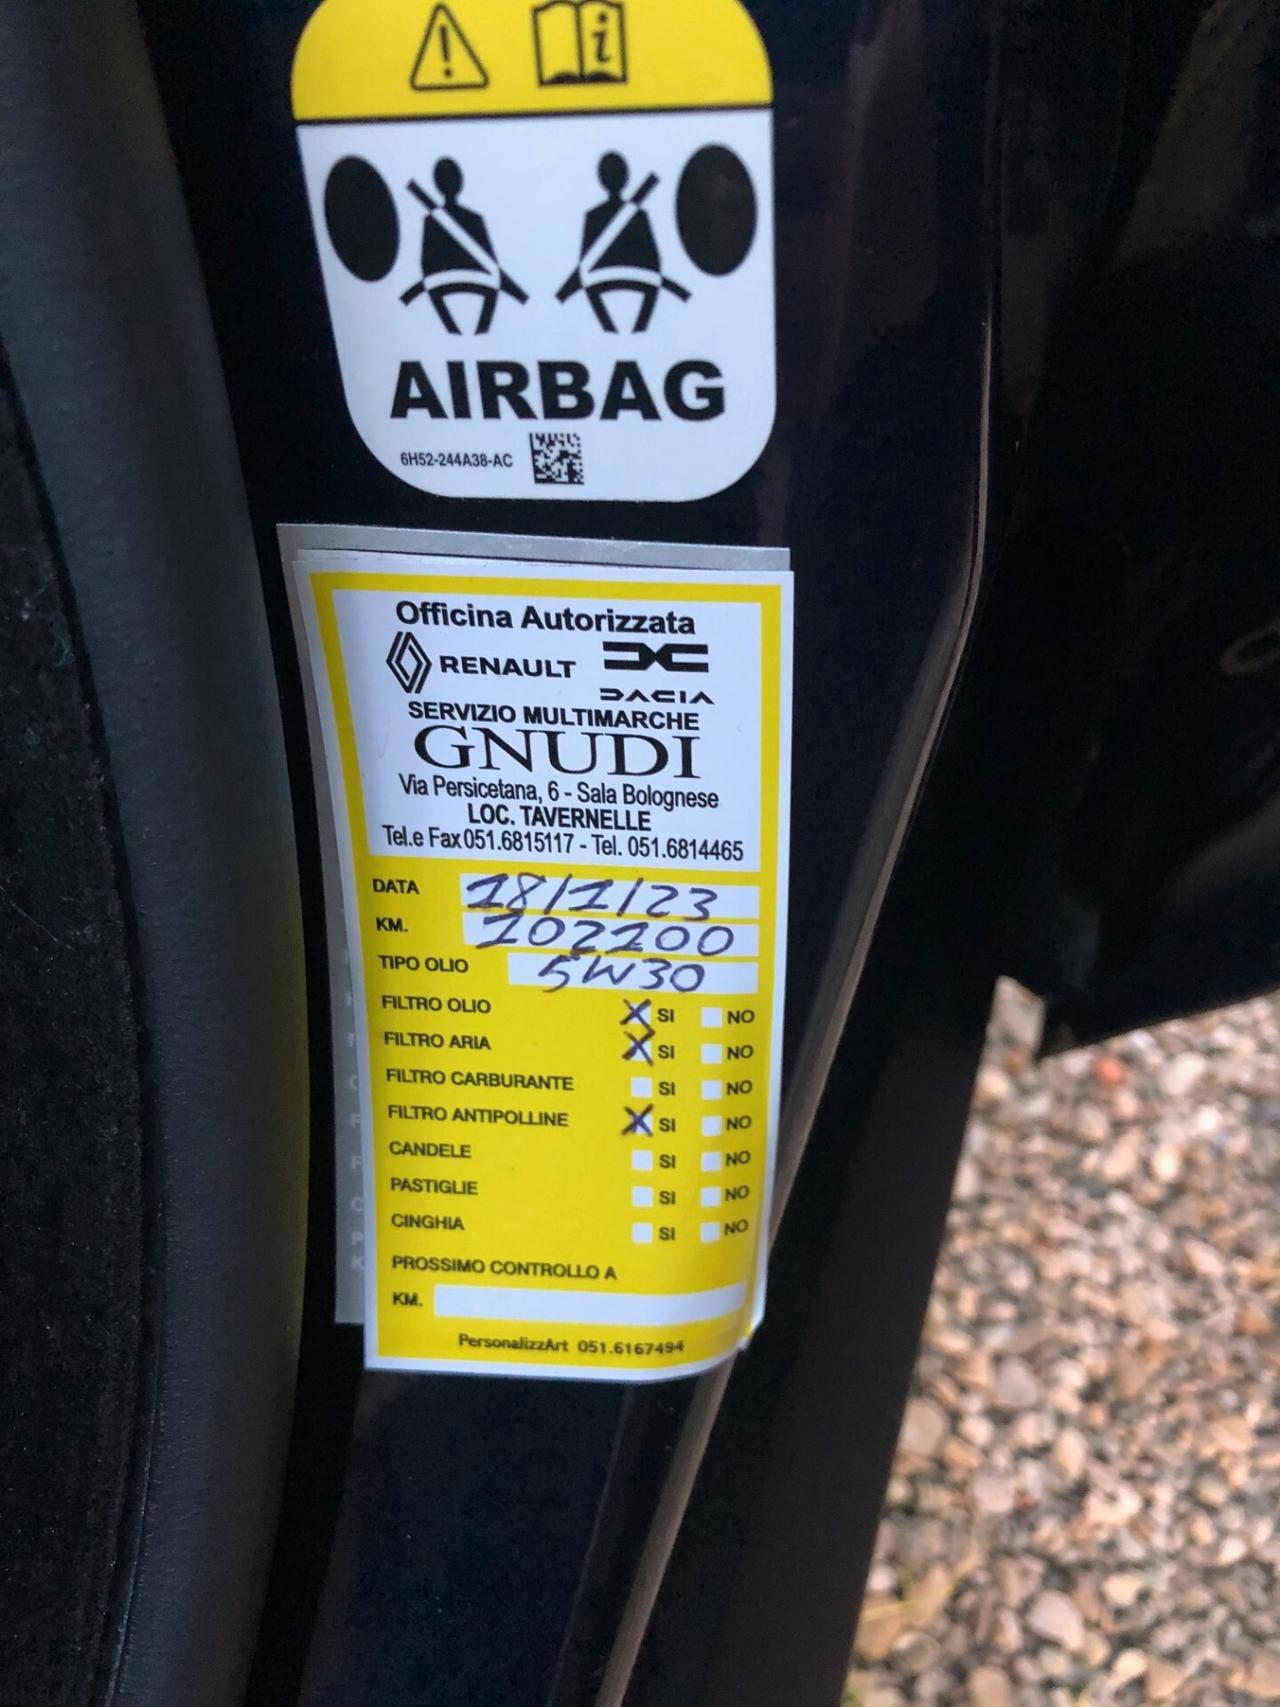 AIRBAG
6H52-244A38-AC
Officina Autorizzata
RENAULT
DACIA
SERVIZIO MULTIMARCHE
GNUDI
Via Persicetana, 6 - Sala Bolognese
LOC. TAVERNELLE
Tel.e Fax 051.6815117 - Tel. 051.6814465
DATA 18/1/23
KM. 102100
TIPO OLIO 5W30
FILTRO OLIO X SI NO
FILTRO ARIA X SI NO
FILTRO CARBURANTE SI NO
FILTRO ANTIPOLLINE X SI NO
CANDELE SI NO
PASTIGLIE SI NO
CINGHIA SI NO
PROSSIMO CONTROLLO A
KM.
PersonalizzArt 051.6167494